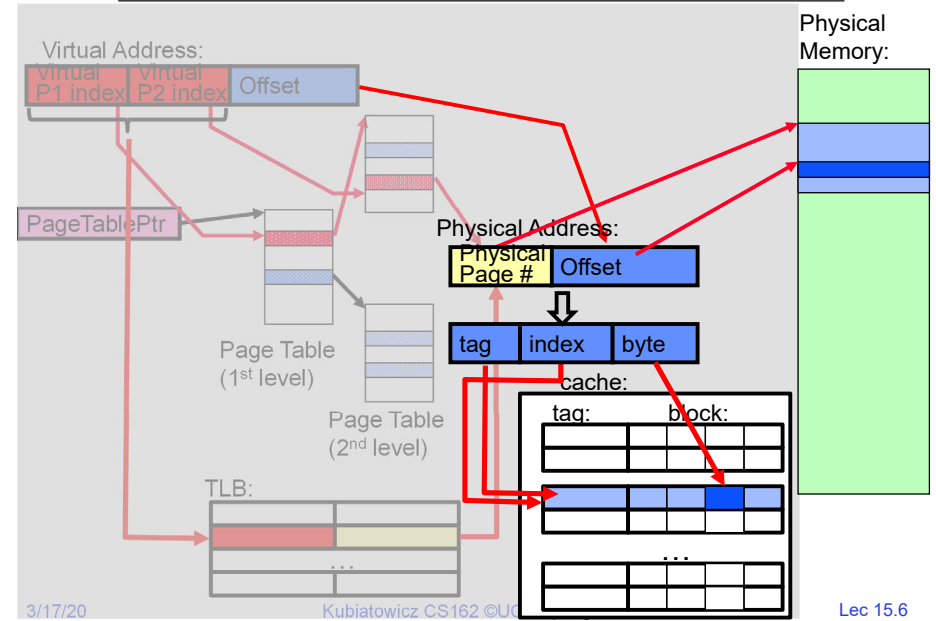 Physical
Memory:
Virtual Address:
Virtual
P1 index
Virtual
P2 index
Offset
PageTablePtr
Physical Address:
Physical
Page #
Offset
tag
index
byte
Page Table
(1st level)
cache:
tag:
block:
Page Table
(2nd level)
TLB:
...
...
3/17/20
Kubiatowicz CS162 ©UC
Lec 15.6